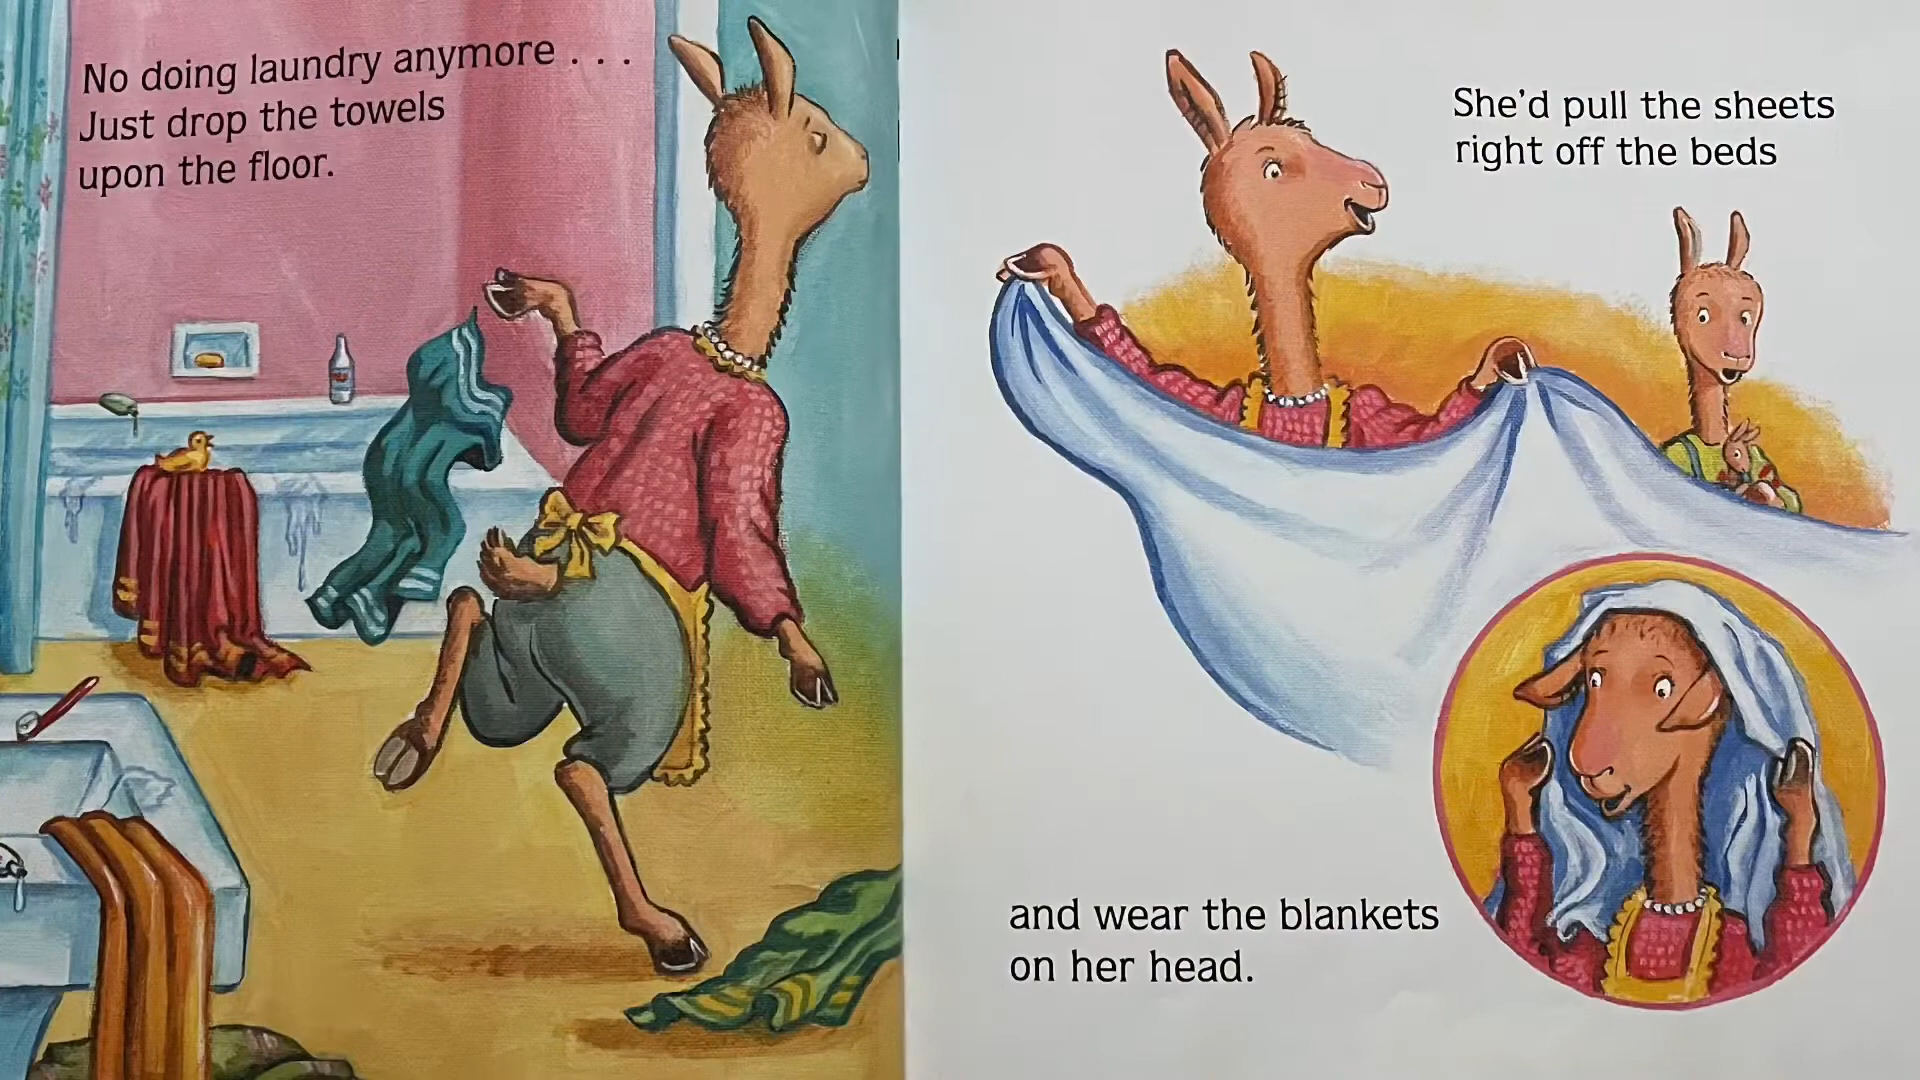 No doing laundry anymore . . .
Just drop the towels
upon the floor.
She'd pull the sheets
right off the beds
and wear the blankets
on her head.